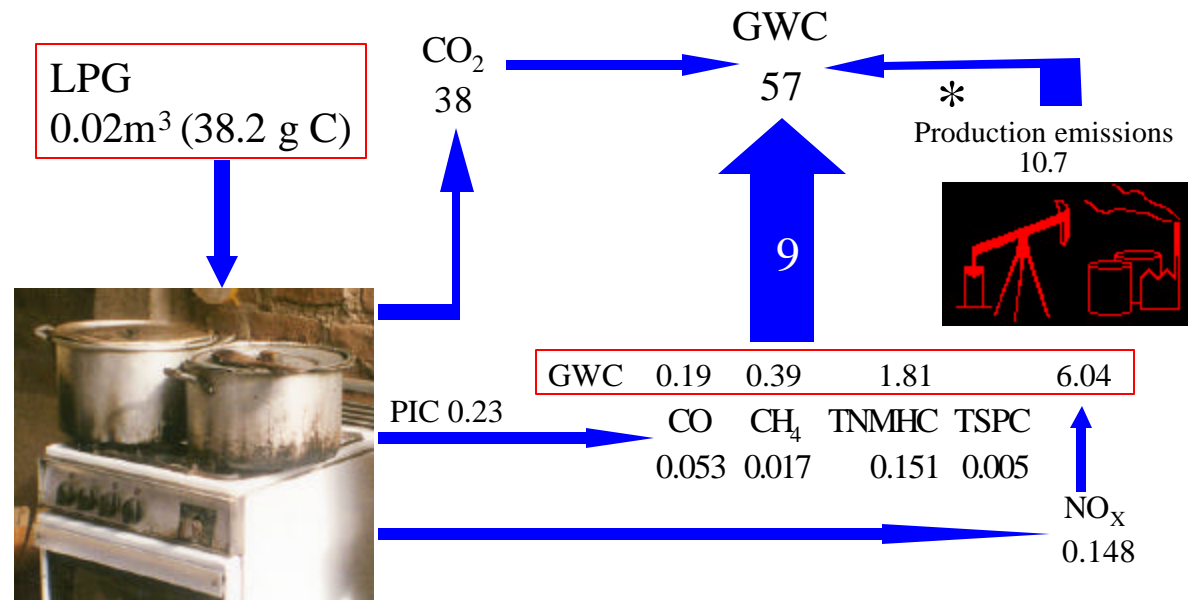 LPG
0.02m³ (38.2 g C)
CO₂
38
GWC
57
*
Production emissions
10.7
9
GWC 0.19 0.39 1.81 6.04
PIC 0.23
CO CH₄ TNMHC TSPC
0.053 0.017 0.151 0.005
NOₓ
0.148